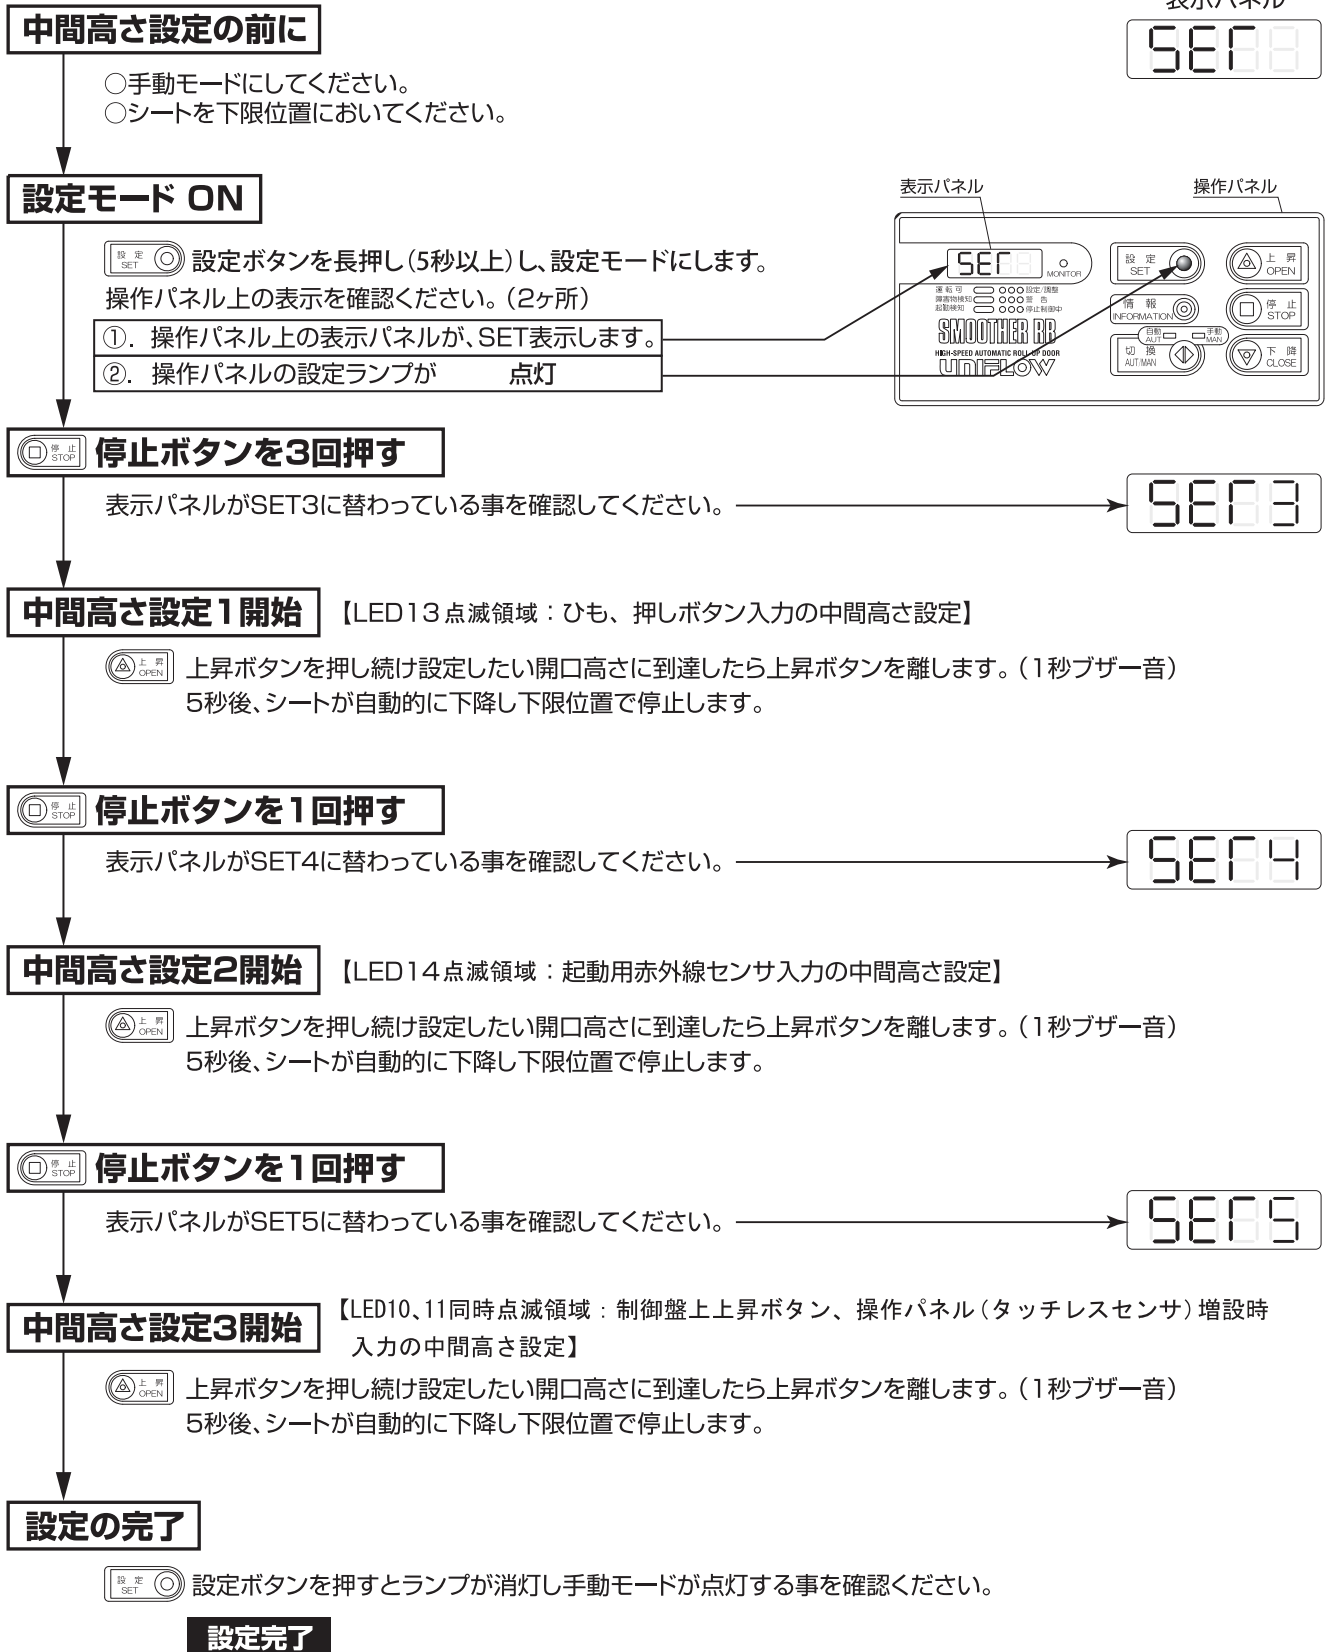 表示パネル
中間高さ設定の前に
SET
○手動モードにしてください。
○シートを下限位置においてください。
設定モード ON
表示パネル
操作パネル
設定 SET
設定ボタンを長押し(5秒以上)し、設定モードにします。
操作パネル上の表示を確認ください。(2ヶ所)
①. 操作パネル上の表示パネルが、SET表示します。
②. 操作パネルの設定ランプが 点灯
SET
MONITOR
運転可 設定/調整
障害物検知 警告
起動検知 停止制御中
SMOOTHER RR
HIGH-SPEED AUTOMATIC ROLL-UP DOOR
UNIFLOW
設定 SET
上昇 OPEN
情報 INFORMATION
停止 STOP
自動 AUT
手動 MAN
切換 AUT/MAN
下降 CLOSE
停止 STOP
停止ボタンを3回押す
表示パネルがSET3に替わっている事を確認してください。
SET3
中間高さ設定1開始
【LED13点滅領域:ひも、押しボタン入力の中間高さ設定】
上昇 OPEN
上昇ボタンを押し続け設定したい開口高さに到達したら上昇ボタンを離します。(1秒ブザー音)
5秒後、シートが自動的に下降し下限位置で停止します。
停止 STOP
停止ボタンを1回押す
表示パネルがSET4に替わっている事を確認してください。
SET4
中間高さ設定2開始
【LED14点滅領域:起動用赤外線センサ入力の中間高さ設定】
上昇 OPEN
上昇ボタンを押し続け設定したい開口高さに到達したら上昇ボタンを離します。(1秒ブザー音)
5秒後、シートが自動的に下降し下限位置で停止します。
停止 STOP
停止ボタンを1回押す
表示パネルがSET5に替わっている事を確認してください。
SET5
中間高さ設定3開始
【LED10、11同時点滅領域:制御盤上上昇ボタン、操作パネル(タッチレスセンサ)増設時
入力の中間高さ設定】
上昇 OPEN
上昇ボタンを押し続け設定したい開口高さに到達したら上昇ボタンを離します。(1秒ブザー音)
5秒後、シートが自動的に下降し下限位置で停止します。
設定の完了
設定 SET
設定ボタンを押すとランプが消灯し手動モードが点灯する事を確認ください。
設定完了